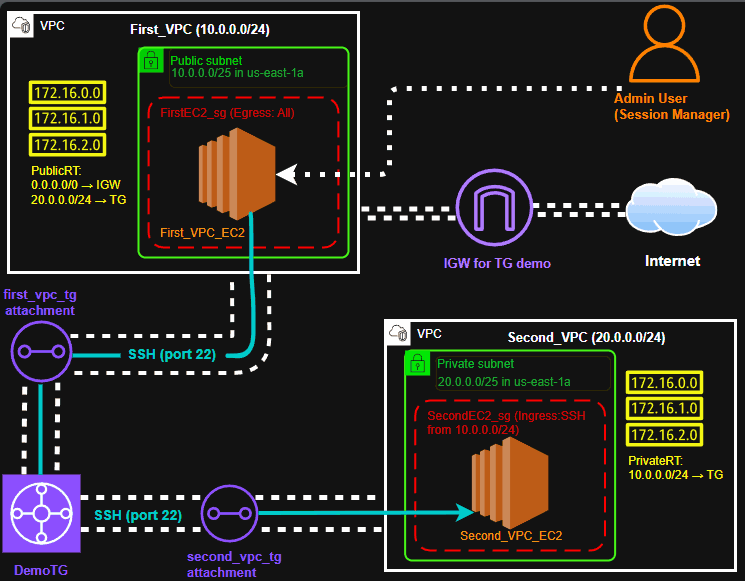 VPC
First_VPC (10.0.0.0/24)
Public subnet
10.0.0.0/25 in us-east-1a
172.16.0.0
172.16.1.0
172.16.2.0
PublicRT:
0.0.0.0/0 → IGW
20.0.0.0/24 → TG
FirstEC2_sg (Egress: All)
First_VPC_EC2
Admin User
(Session Manager)
IGW for TG demo
Internet
first_vpc_tg
attachment
SSH (port 22)
DemoTG
SSH (port 22)
second_vpc_tg
attachment
VPC
Second_VPC (20.0.0.0/24)
Private subnet
20.0.0.0/25 in us-east-1a
SecondEC2_sg (Ingress:SSH
from 10.0.0.0/24)
Second_VPC_EC2
172.16.0.0
172.16.1.0
172.16.2.0
PrivateRT:
10.0.0.0/24 → TG